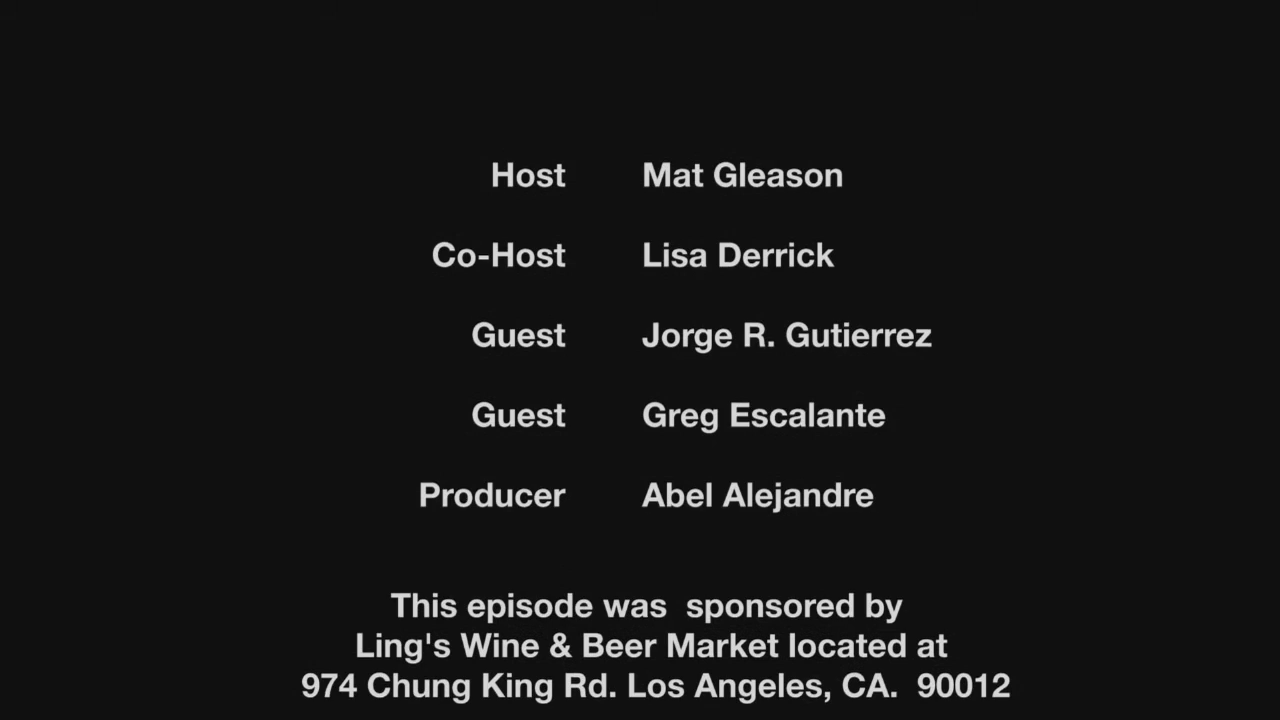 Host Mat Gleason
Co-Host Lisa Derrick
Guest Jorge R. Gutierrez
Guest Greg Escalante
Producer Abel Alejandre
This episode was  sponsored by
Ling's Wine & Beer Market located at
974 Chung King Rd. Los Angeles, CA.  90012